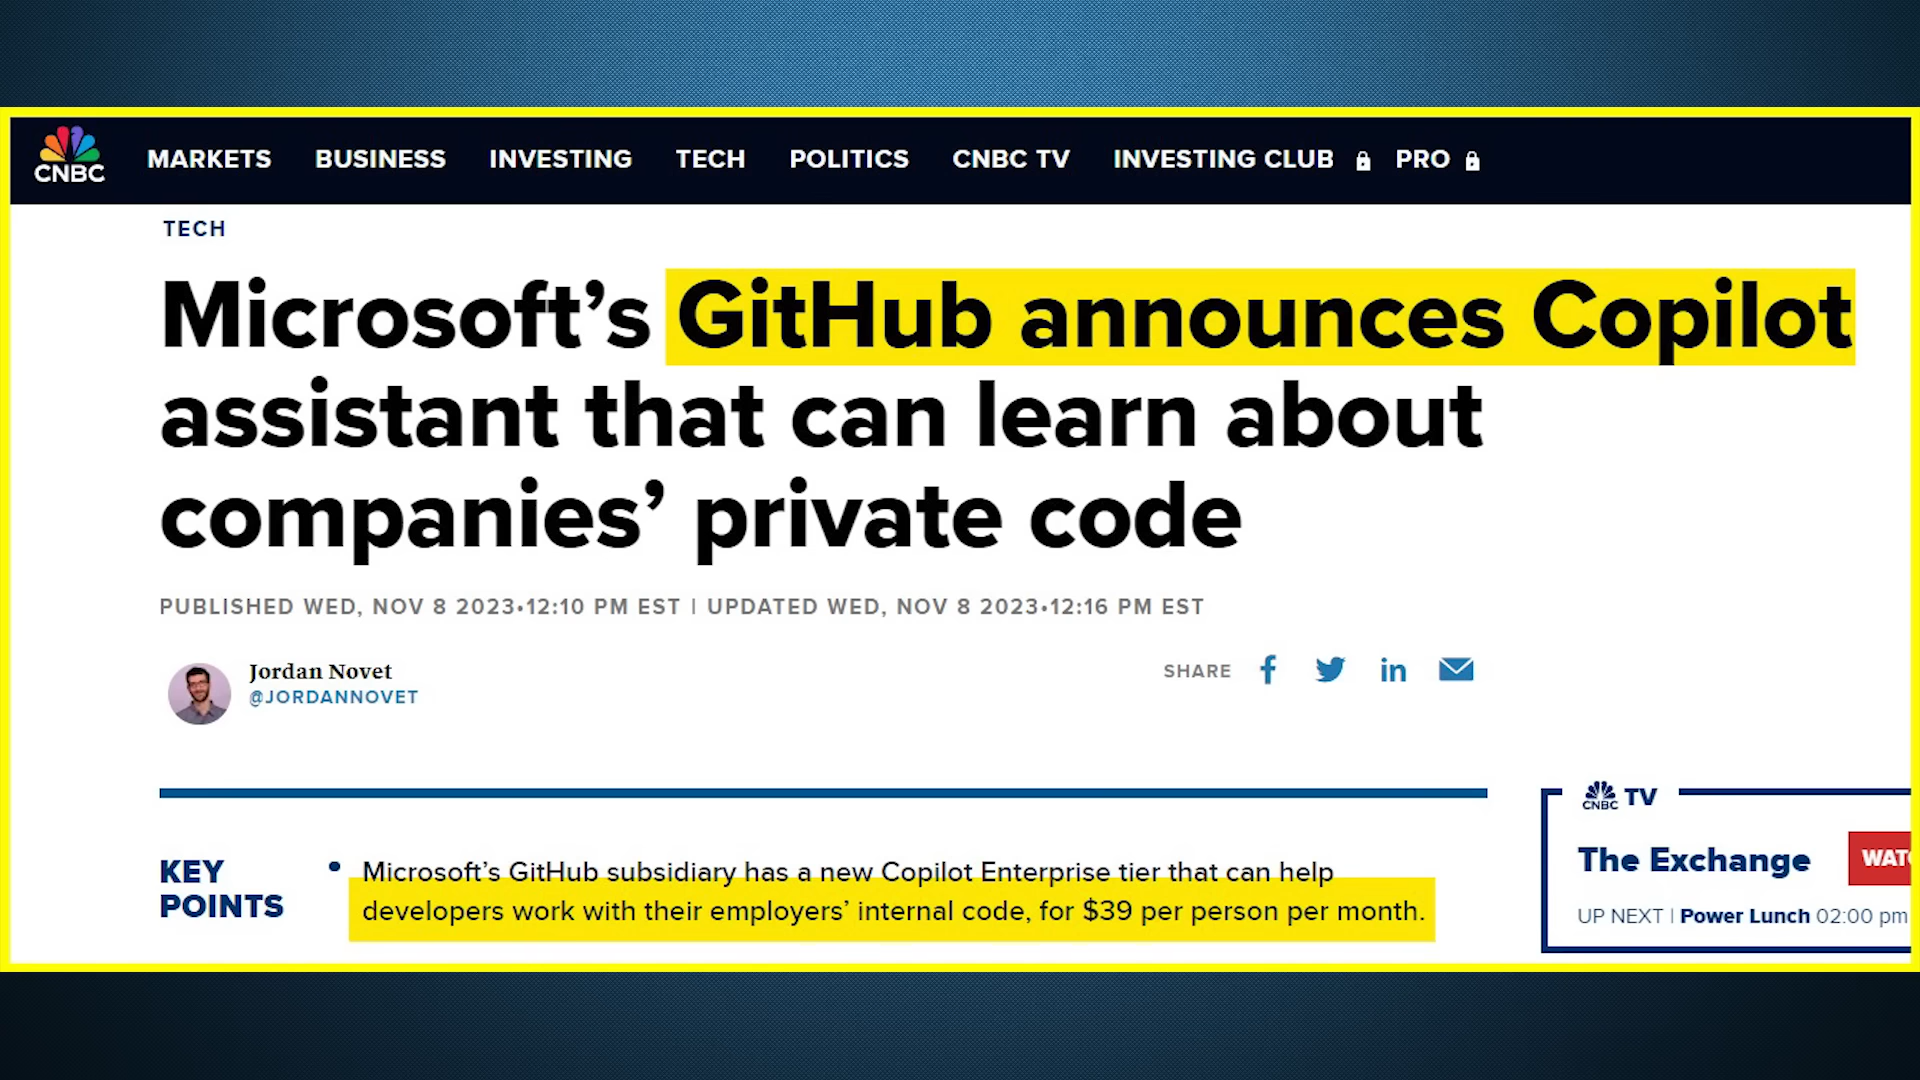 CNBC
MARKETS BUSINESS INVESTING TECH POLITICS CNBC TV INVESTING CLUB PRO
TECH
Microsoft’s GitHub announces Copilot
assistant that can learn about
companies’ private code
PUBLISHED WED, NOV 8 2023•12:10 PM EST | UPDATED WED, NOV 8 2023•12:16 PM EST
Jordan Novet
@JORDANNOVET
SHARE
KEY
POINTS
• Microsoft’s GitHub subsidiary has a new Copilot Enterprise tier that can help
developers work with their employers’ internal code, for $39 per person per month.
CNBC TV
The Exchange
UP NEXT | Power Lunch 02:00 pm